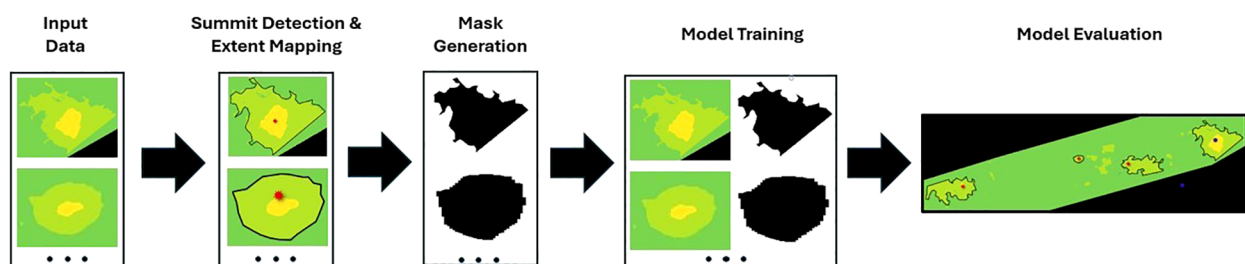 Input
Data
Summit Detection &
Extent Mapping
Mask
Generation
Model Training
Model Evaluation